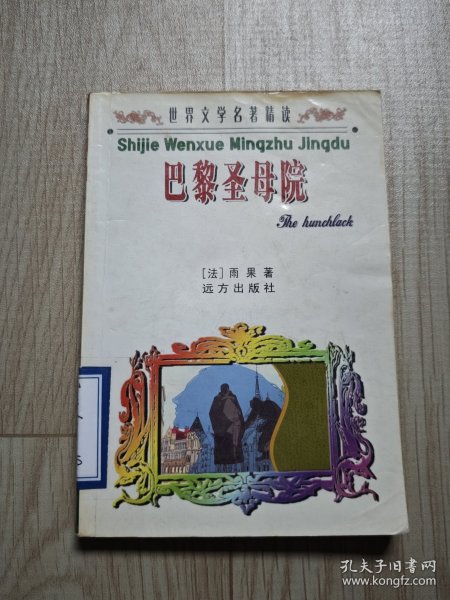 世界文学名著精读
Shijie Wenxue Mingzhu Jingdu
巴黎圣母院
The hunchlack
[法]雨果著
远方出版社
孔夫子旧书网
www.kongfz.com